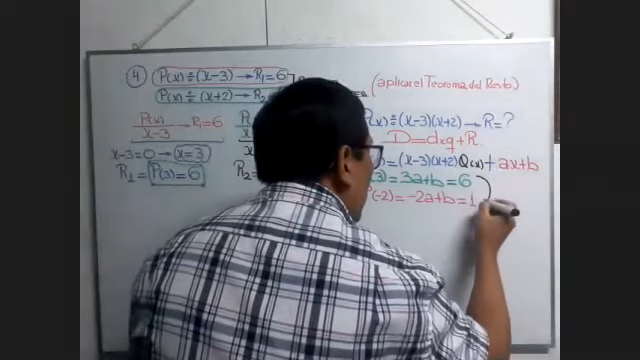 4 P(x) ÷ (x-3) → R₁ = 6
P(x) ÷ (x+2) → R₂
(aplicar el Teorema del Resto)
P(x)/x-3 → R₁ = 6
x-3=0 → x=3
R₁ = P(3) = 6
R₂ =
P(x) ÷ (x-3)(x+2) → R = ?
D = dxq + R
(x-3)(x+2) Q(x) + ax+b
(3) = 3a+b = 6
(-2) = -2a+b = 1